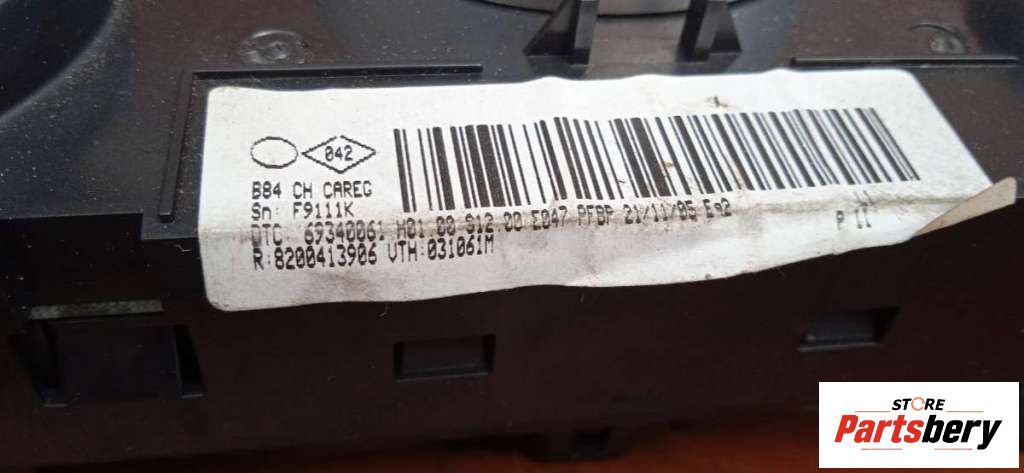 042
B84 CH CAREG
Sn: F9111K
DTC 69340061 H01.00 S12.00 E047 PFBP 21/11/05 E92
R:8200413906 VTH:031061M
P 11
STORE
Partsbery